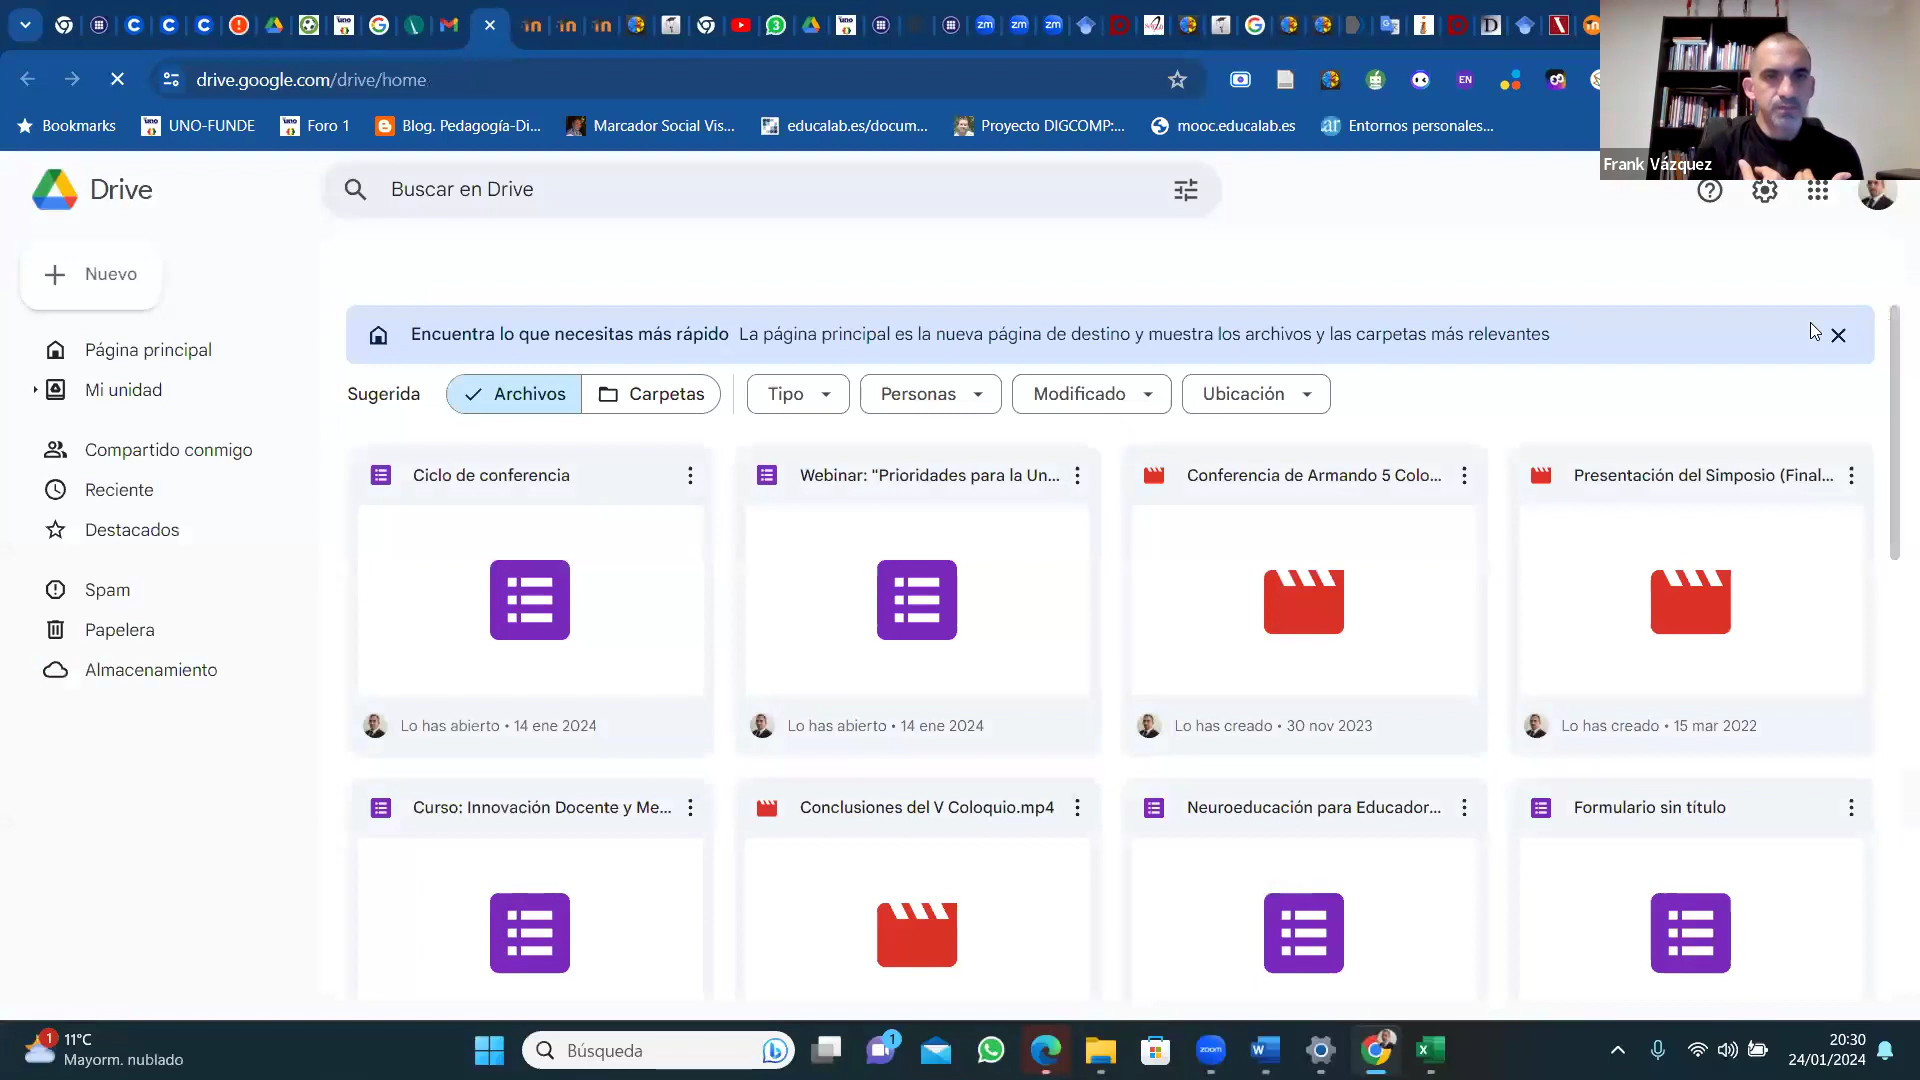 drive.google.com/drive/home
EN
Bookmarks
UNO-FUNDE
Foro 1
Blog. Pedagogía-Di...
Marcador Social Vis...
educalab.es/docum...
Proyecto DIGCOMP:...
mooc.educalab.es
Entornos personales...
Frank Vázquez
Drive
Buscar en Drive
Nuevo
Encuentra lo que necesitas más rápido La página principal es la nueva página de destino y muestra los archivos y las carpetas más relevantes
Página principal
Mi unidad
Compartido conmigo
Reciente
Destacados
Spam
Papelera
Almacenamiento
Sugerida
Archivos
Carpetas
Tipo
Personas
Modificado
Ubicación
Ciclo de conferencia
Webinar: "Prioridades para la Un...
Conferencia de Armando 5 Colo...
Presentación del Simposio (Final...
Lo has abierto • 14 ene 2024
Lo has abierto • 14 ene 2024
Lo has creado • 30 nov 2023
Lo has creado • 15 mar 2022
Curso: Innovación Docente y Me...
Conclusiones del V Coloquio.mp4
Neuroeducación para Educador...
Formulario sin título
1
11°C
Mayorm. nublado
Búsqueda
1
zoom
20:30
24/01/2024